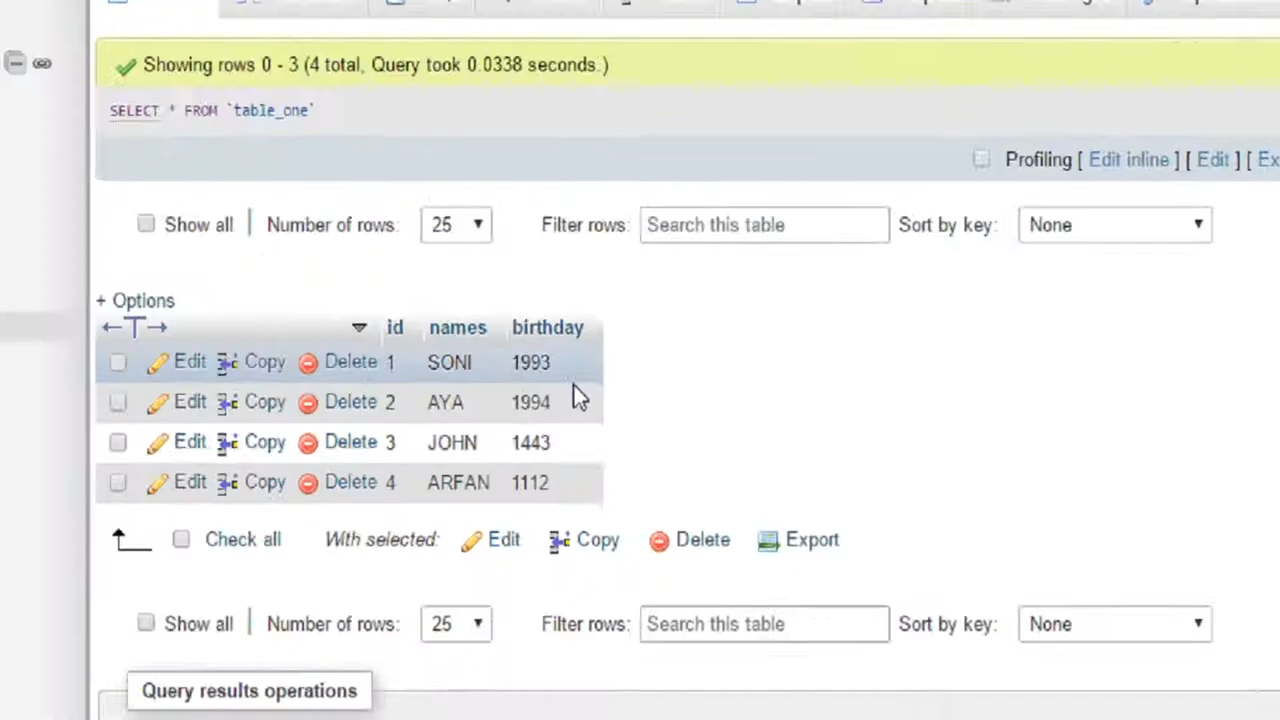 Showing rows 0 - 3 (4 total, Query took 0.0338 seconds.)
SELECT * FROM `table_one`
Profiling [ Edit inline ] [ Edit ] [ Ex
Show all Number of rows: 25 Filter rows: Search this table Sort by key: None
+ Options
id names birthday
Edit Copy Delete 1 SONI 1993
Edit Copy Delete 2 AYA 1994
Edit Copy Delete 3 JOHN 1443
Edit Copy Delete 4 ARFAN 1112
Check all With selected: Edit Copy Delete Export
Show all Number of rows: 25 Filter rows: Search this table Sort by key: None
Query results operations